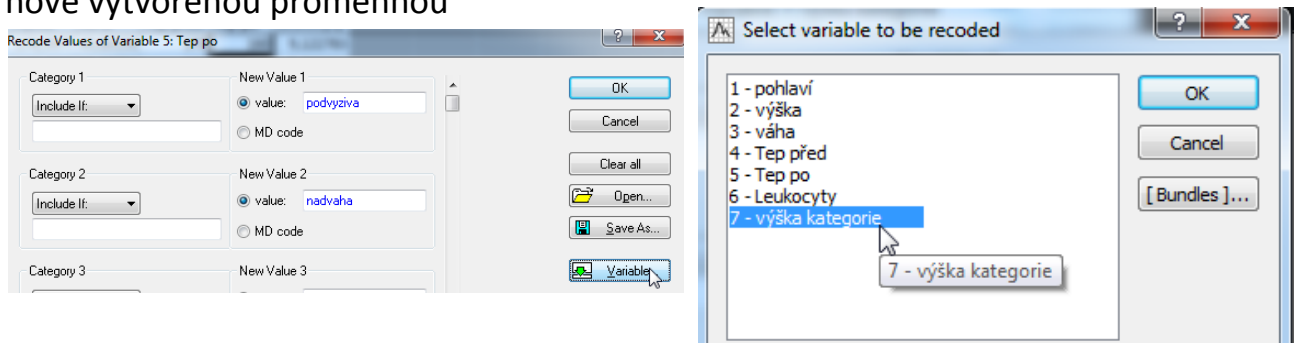 nově vytvořenou proměnnou
Recode Values of Variable 5: Tep po
Category 1
New Value 1
Include If:
value: podvyziva
MD code
OK
Cancel
Clear all
Category 2
New Value 2
Include If:
value: nadvaha
MD code
Open...
Save As...
Category 3
New Value 3
Variable
Select variable to be recoded
1 - pohlaví
2 - výška
3 - váha
4 - Tep před
5 - Tep po
6 - Leukocyty
7 - výška kategorie
7 - výška kategorie
OK
Cancel
[ Bundles ]...